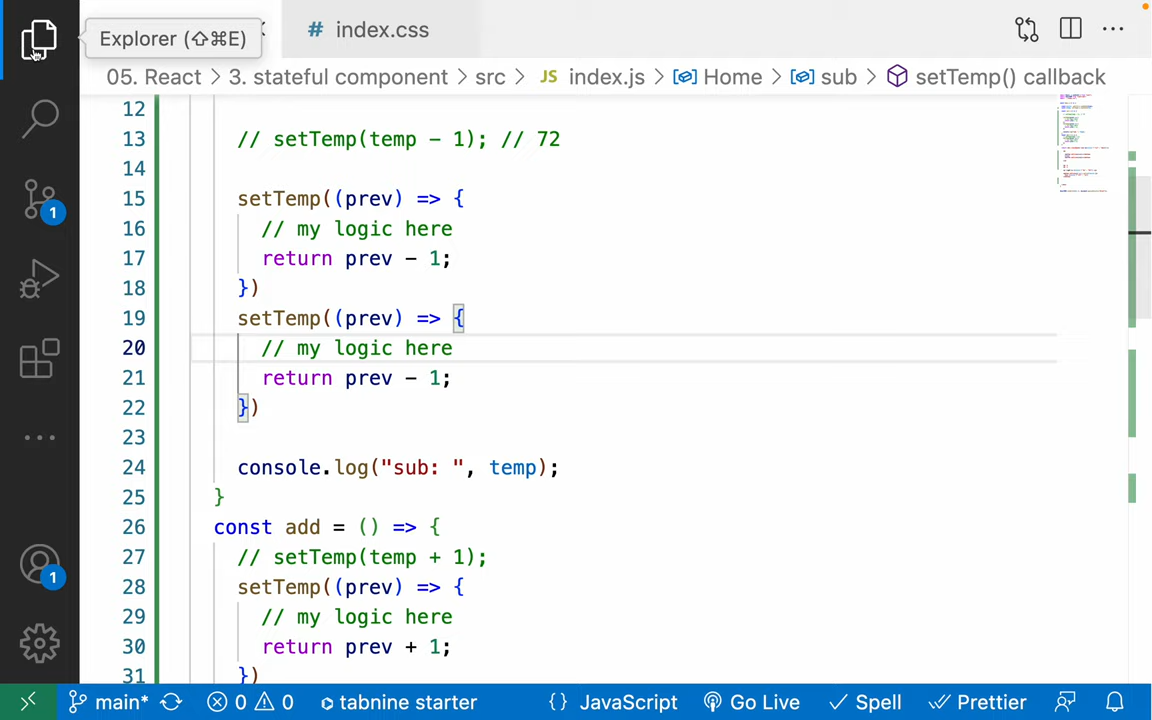 Explorer (⇧⌘E)
# index.css
05. React > 3. stateful component > src > JS index.js > Home > sub > setTemp() callback
12
13 // setTemp(temp - 1); // 72
14
15 setTemp((prev) => {
16 // my logic here
17 return prev - 1;
18 })
19 setTemp((prev) => {
20 // my logic here
21 return prev - 1;
22 })
23
24 console.log("sub: ", temp);
25 }
26 const add = () => {
27 // setTemp(temp + 1);
28 setTemp((prev) => {
29 // my logic here
30 return prev + 1;
31 })
1
1
main* 0 0 tabnine starter {} JavaScript Go Live Spell Prettier